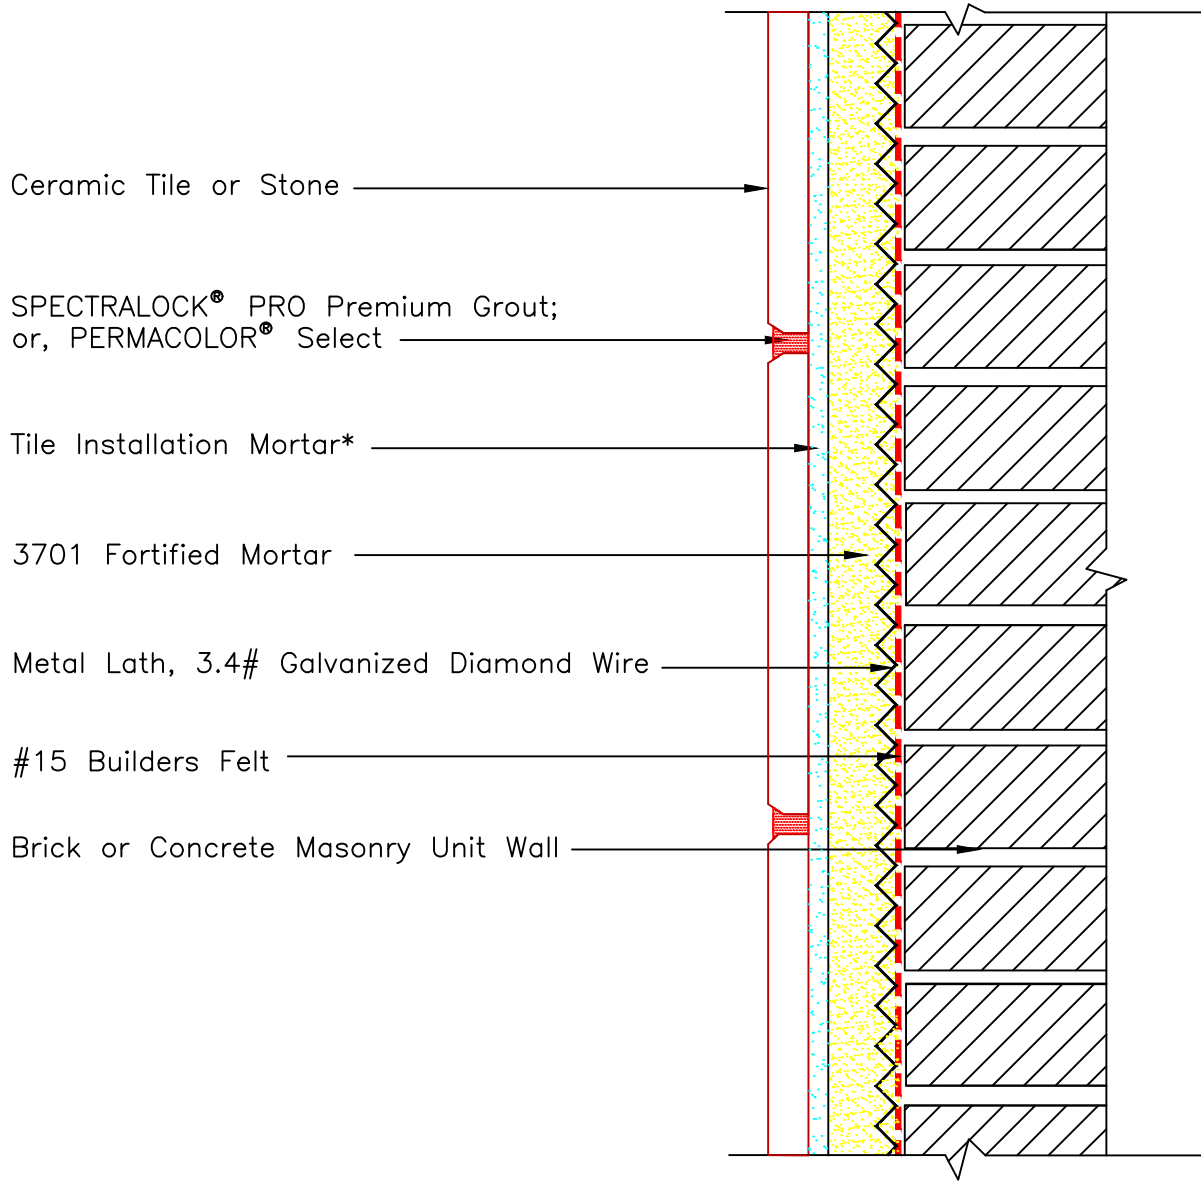 Ceramic Tile or Stone
SPECTRALOCK® PRO Premium Grout;
or, PERMACOLOR® Select
Tile Installation Mortar*
3701 Fortified Mortar
Metal Lath, 3.4# Galvanized Diamond Wire
#15 Builders Felt
Brick or Concrete Masonry Unit Wall